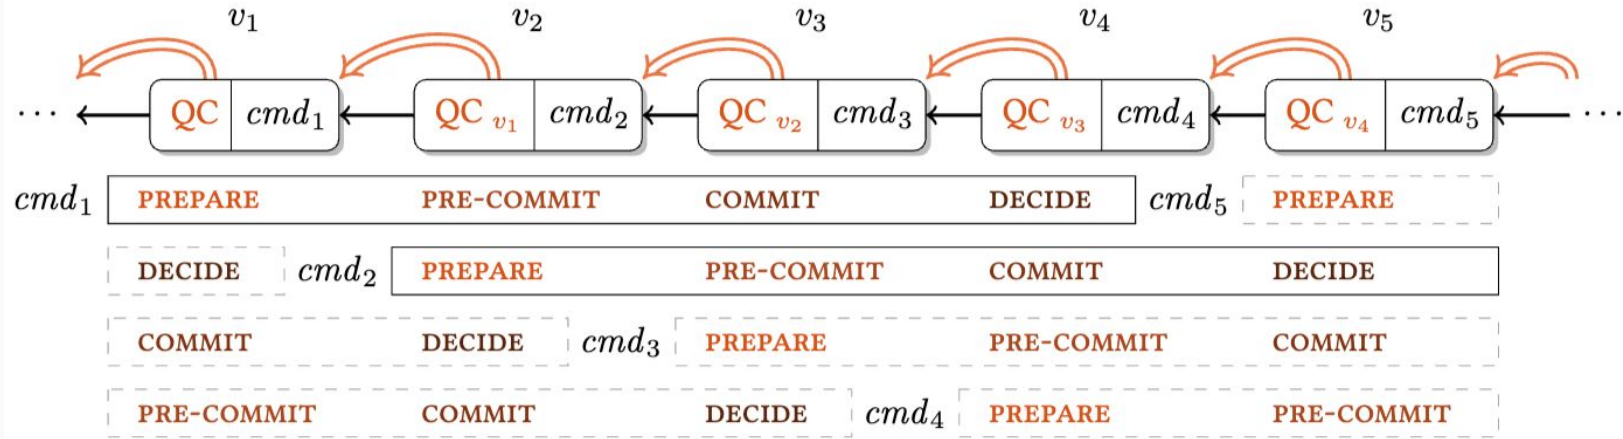 v₁ v₂ v₃ v₄ v₅
··· QC cmd₁ QC v₁ cmd₂ QC v₂ cmd₃ QC v₃ cmd₄ QC v₄ cmd₅ ···
cmd₁ PREPARE PRE-COMMIT COMMIT DECIDE cmd₅ PREPARE
DECIDE cmd₂ PREPARE PRE-COMMIT COMMIT DECIDE
COMMIT DECIDE cmd₃ PREPARE PRE-COMMIT COMMIT
PRE-COMMIT COMMIT DECIDE cmd₄ PREPARE PRE-COMMIT